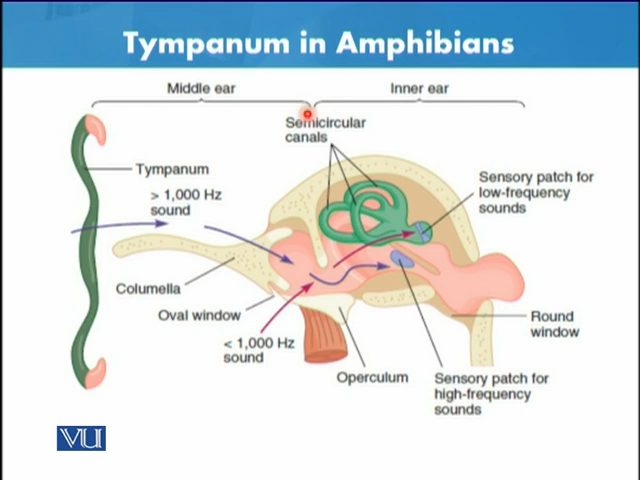 Tympanum in Amphibians
Middle ear
Inner ear
Semicircular
canals
Tympanum
> 1,000 Hz
sound
Sensory patch for
low-frequency
sounds
Columella
Oval window
< 1,000 Hz
sound
Operculum
Round
window
Sensory patch for
high-frequency
sounds
VU